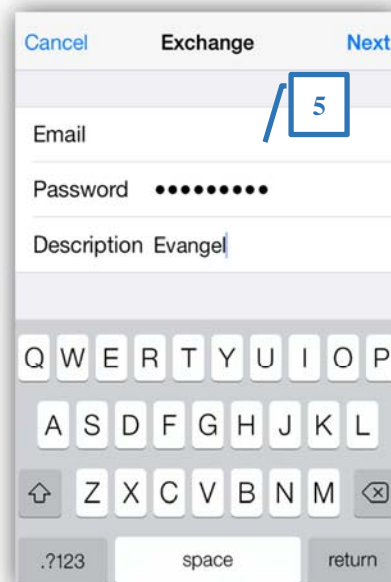 Cancel Exchange Next
5
Email
Password •••••••••
Description Evangel
Q W E R T Y U I O P
A S D F G H J K L
Z X C V B N M
.?123 space return